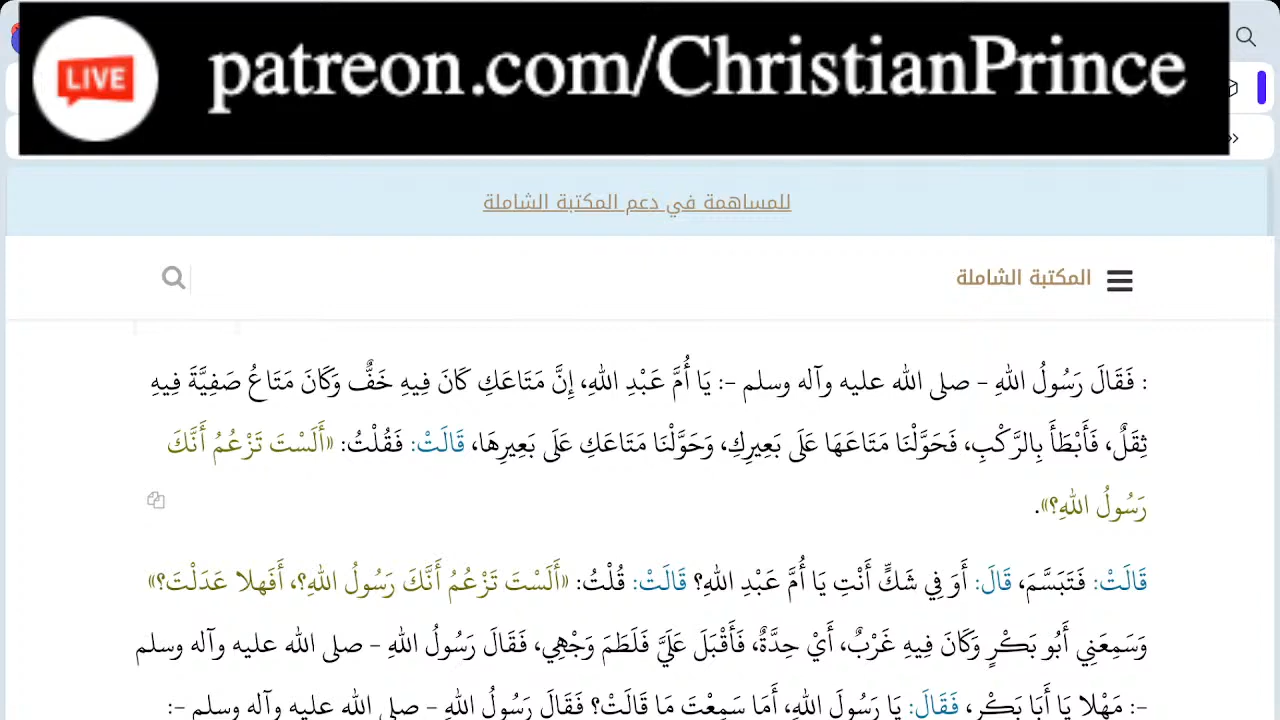 LIVE
patreon.com/ChristianPrince
للمساهمة في دعم المكتبة الشاملة
المكتبة الشاملة
: فَقَالَ رَسُولُ اللهِ - صلى الله عليه وآله وسلم -: يَا أُمَّ عَبْدِ اللهِ، إِنَّ مَتَاعَكِ كَانَ فِيهِ خَفٌّ وَكَانَ مَتَاعُ صَفِيَّةَ فِيهِ
ثِقَلٌ، فَأَبْطَأَ بِالرَّكْبِ، فَحَوَّلْنَا مَتَاعَهَا عَلَى بَعِيرِكِ، وَحَوَّلْنَا مَتَاعَكِ عَلَى بَعِيرِهَا، قَالَتْ: فَقُلْتُ: «أَلَسْتَ تَزْعُمُ أَنَّكَ
رَسُولُ اللهِ؟».
قَالَتْ: فَتَبَسَّمَ، قَالَ: أَوَ فِي شَكٍّ أَنْتِ يَا أُمَّ عَبْدِ اللهِ؟ قَالَتْ: قُلْتُ: «أَلَسْتَ تَزْعُمُ أَنَّكَ رَسُولُ اللهِ؟، أَفَهلا عَدَلْتَ؟»
وَسَمِعَنِي أَبُو بَكْرٍ وَكَانَ فِيهِ غَرْبٌ، أَيْ حِدَّةٌ، فَأَقْبَلَ عَلَيَّ فَلَطَمَ وَجْهِي، فَقَالَ رَسُولُ اللهِ - صلى الله عليه وآله وسلم
-: مَهْلا يَا أَبَا بَكْرٍ، فَقَالَ: يَا رَسُولَ اللهِ، أَمَا سَمِعْتَ مَا قَالَتْ؟ فَقَالَ رَسُولُ اللهِ - صلى الله عليه وآله وسلم -: